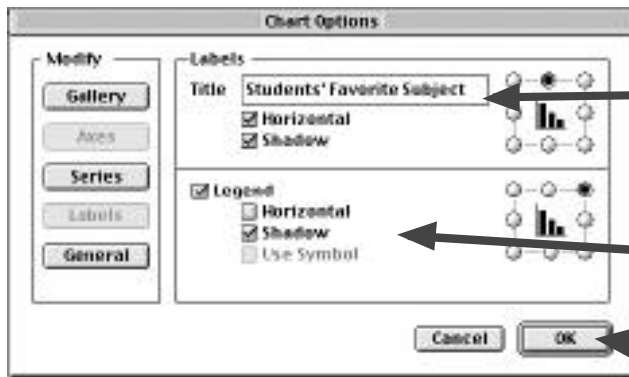 Chart Options
Modify
Gallery
Axes
Series
Labels
General
Labels
Title Students' Favorite Subject
Horizontal
Shadow
Legend
Horizontal
Shadow
Use Symbol
Cancel OK